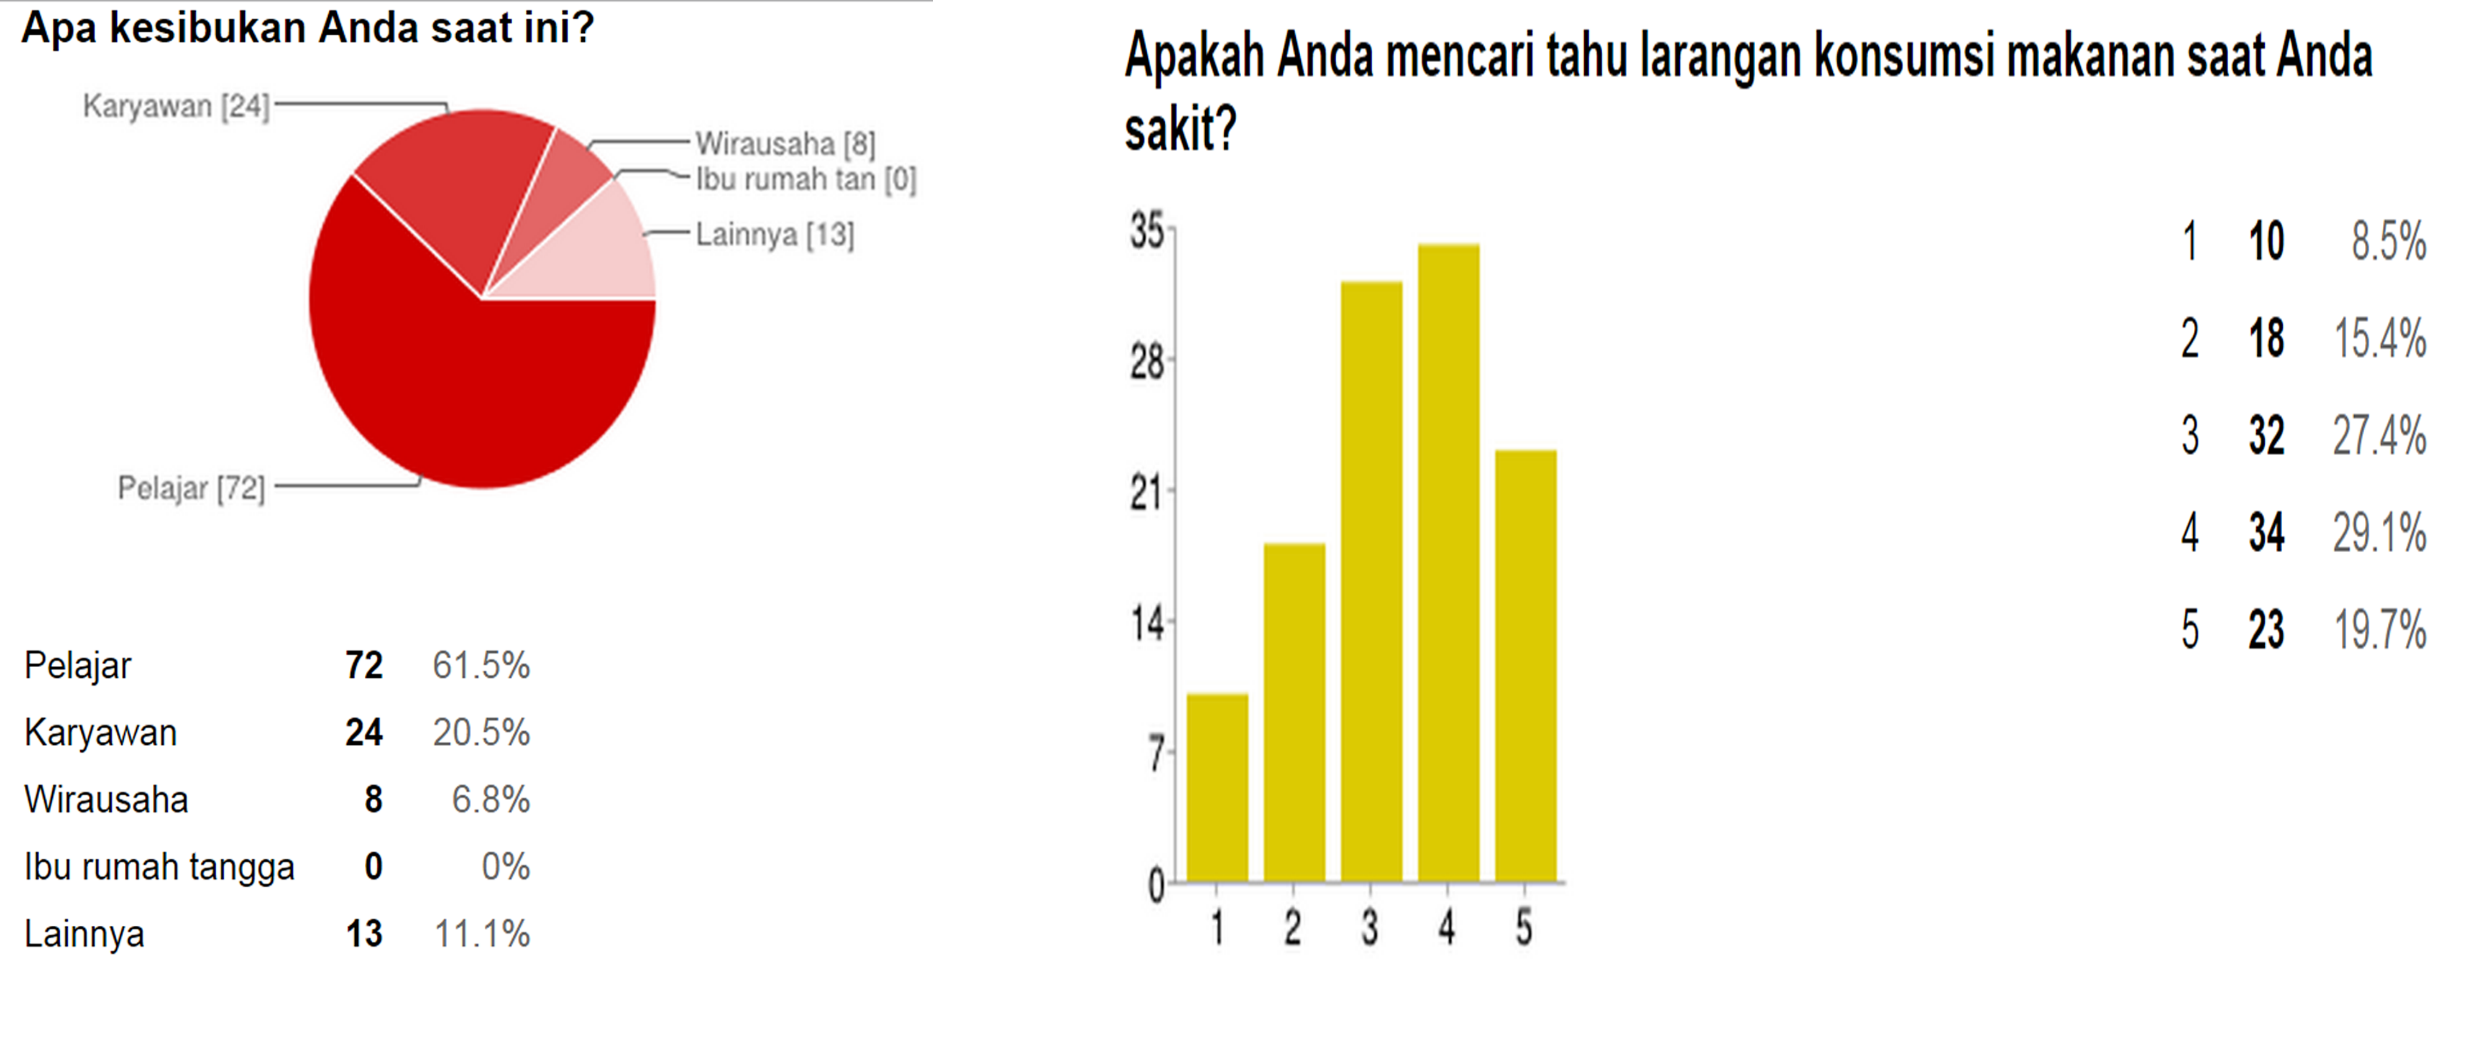 Apa kesibukan Anda saat ini?
Karyawan [24]
Wirausaha [8]
Ibu rumah tan [0]
Lainnya [13]
Pelajar [72]
Pelajar 72 61.5%
Karyawan 24 20.5%
Wirausaha 8 6.8%
Ibu rumah tangga 0 0%
Lainnya 13 11.1%
Apakah Anda mencari tahu larangan konsumsi makanan saat Anda
sakit?
35
28
21
14
7
0
1 2 3 4 5
1 10 8.5%
2 18 15.4%
3 32 27.4%
4 34 29.1%
5 23 19.7%